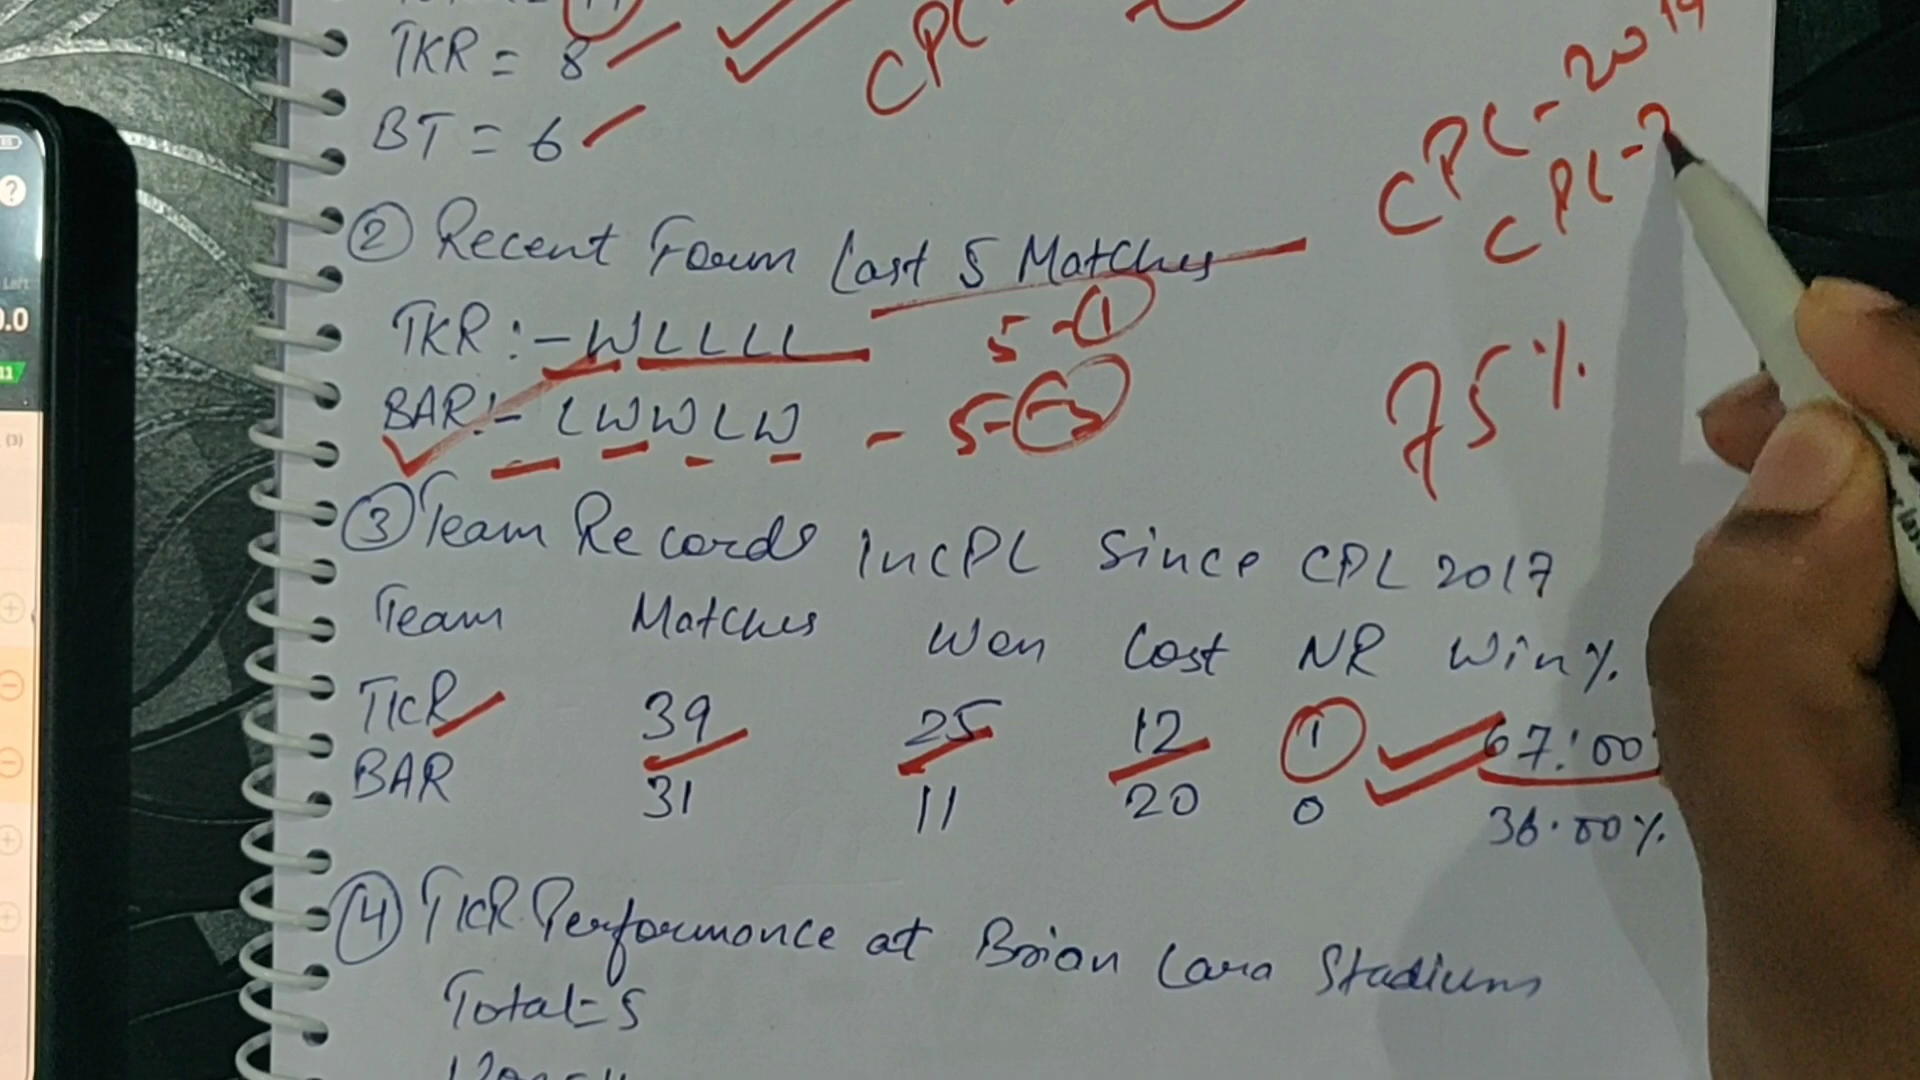 TKR = 8
CPL
CPL - 2019
BT = 6
CPL - 2
② Recent Form Last 5 Matches
TKR :- W L L L L 5 - 1
BAR :- L W W L W - 5 - 3
75%
③ Team Records In CPL Since CPL 2017
Team Matches Won Lost NR Win%.
TKR 39 25 12 1 67.00
BAR 31 11 20 0 36.00%.
④ TKR Performance at Brian Lara Stadium
Total = 5